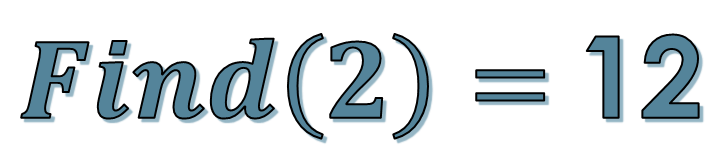 Find(2) = 12